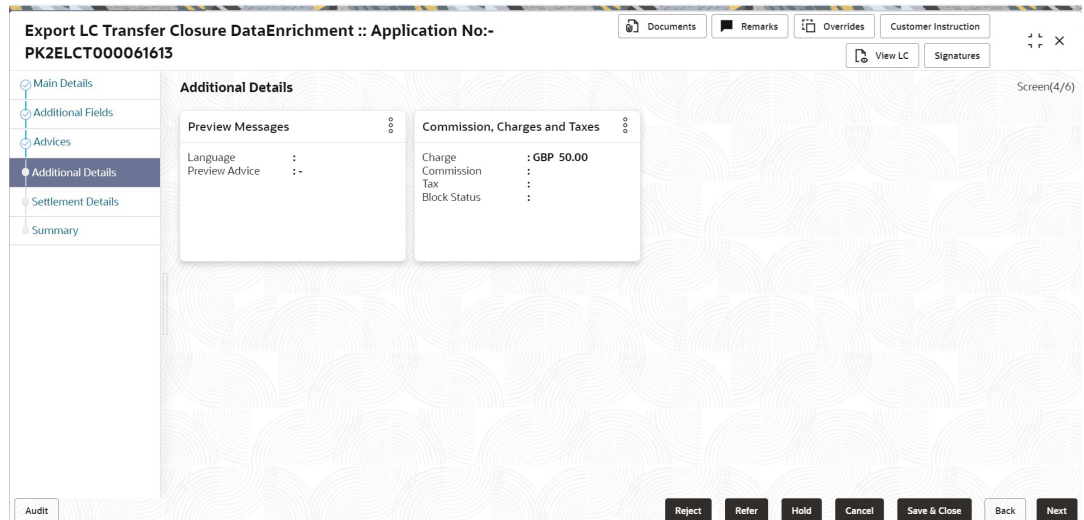 Export LC Transfer Closure DataEnrichment :: Application No:-
PK2ELCT000061613
Documents
Remarks
Overrides
Customer Instruction
View LC
Signatures
Main Details
Additional Fields
Advices
Additional Details
Settlement Details
Summary
Additional Details
Screen(4/6)
Preview Messages
Language :
Preview Advice : -
Commission, Charges and Taxes
Charge : GBP 50.00
Commission :
Tax :
Block Status :
Audit
Reject
Refer
Hold
Cancel
Save & Close
Back
Next